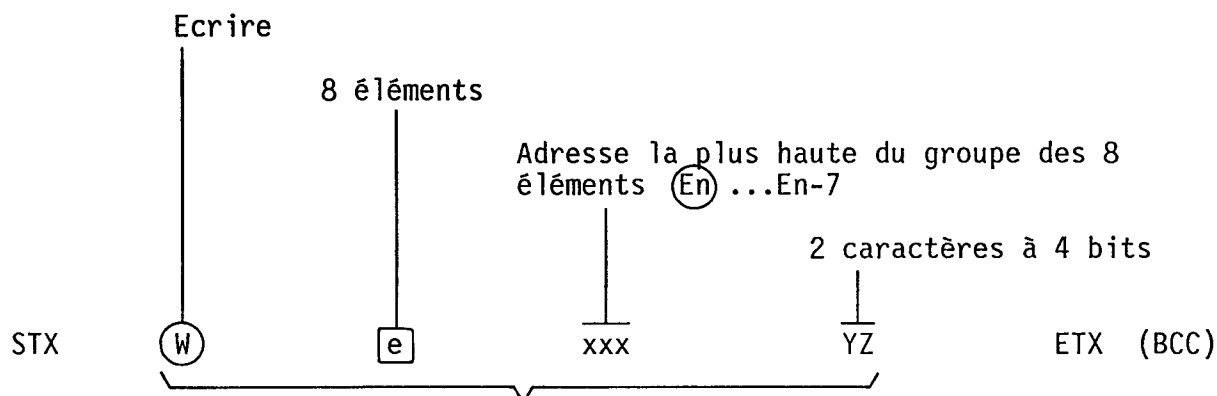 Ecrire
8 éléments
Adresse la plus haute du groupe des 8
éléments En ...En-7
2 caractères à 4 bits
STX W e xxx YZ ETX (BCC)